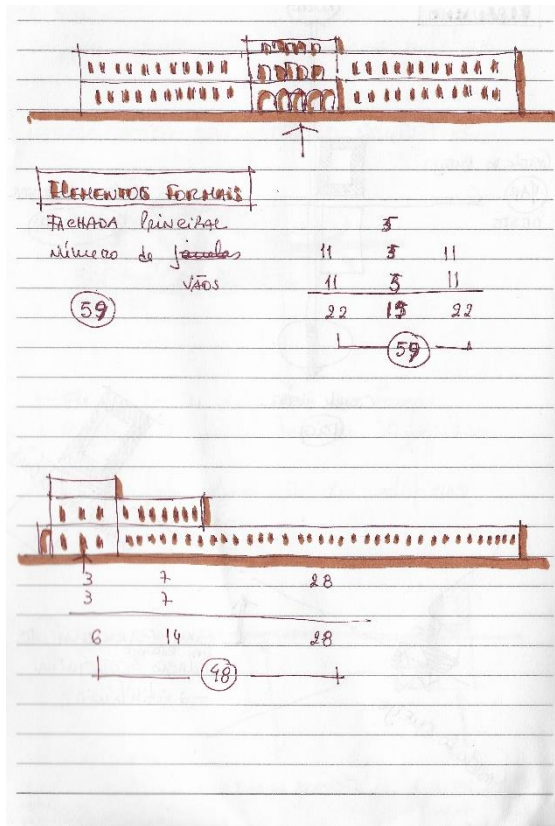 ELEMENTOS FORMAIS
FACHADA PRINCIPAL
5
Número de janelas
11 5 11
VÃOS
11 5 11
59
22 15 22
59
3 7 28
3 7
6 14 28
48